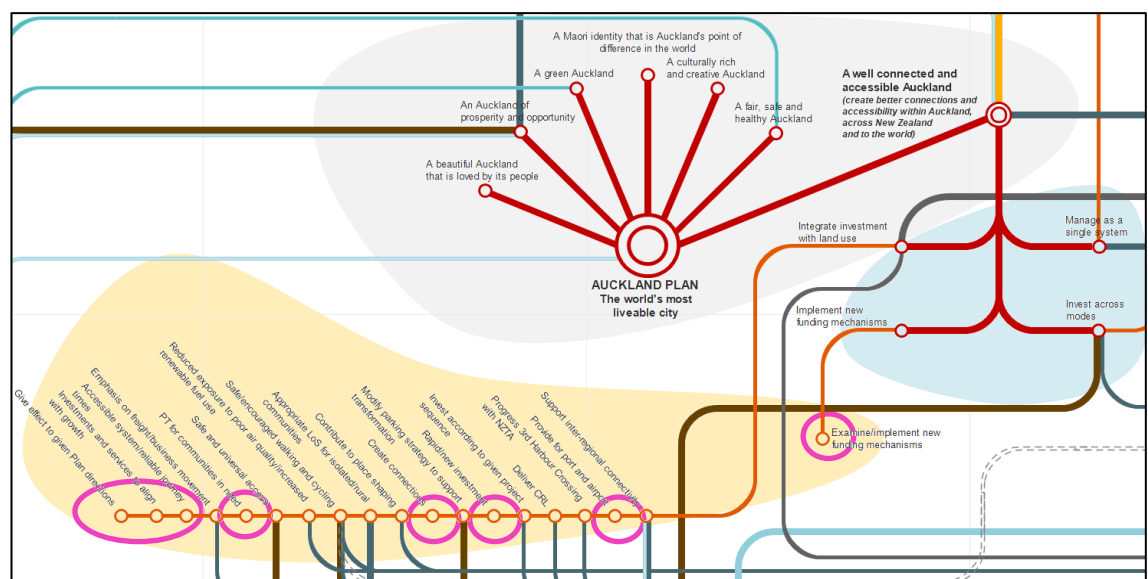 A Maori identity that is Auckland's point of
difference in the world
A green Auckland
A culturally rich
and creative Auckland
An Auckland of
prosperity and opportunity
A fair, safe and
healthy Auckland
A beautiful Auckland
that is loved by its people
A well connected and
accessible Auckland
(create better connections and
accessibility within Auckland,
across New Zealand
and to the world)
AUCKLAND PLAN
The world's most
liveable city
Integrate investment
with land use
Manage as a
single system
Implement new
funding mechanisms
Invest across
modes
Examine/implement new
funding mechanisms
Give effect to given Plan directions
Investments and services to align
with growth
Accessible system/reliable journey
times
Emphasis on freight/business movement
PT for communities in need
Safe and universal access
Reduced exposure to poor air quality/increased
renewable fuel use
Safe/encouraged walking and cycling
Appropriate LoS for isolated/rural
communities
Contribute to place shaping
Create connections
Modify parking strategy to support
transformation
Rapid/new investment
Invest according to given project
sequence
Deliver CRL
Progress 3rd Harbour Crossing
with NZTA
Provide for port and airport
Support inter-regional connectivity